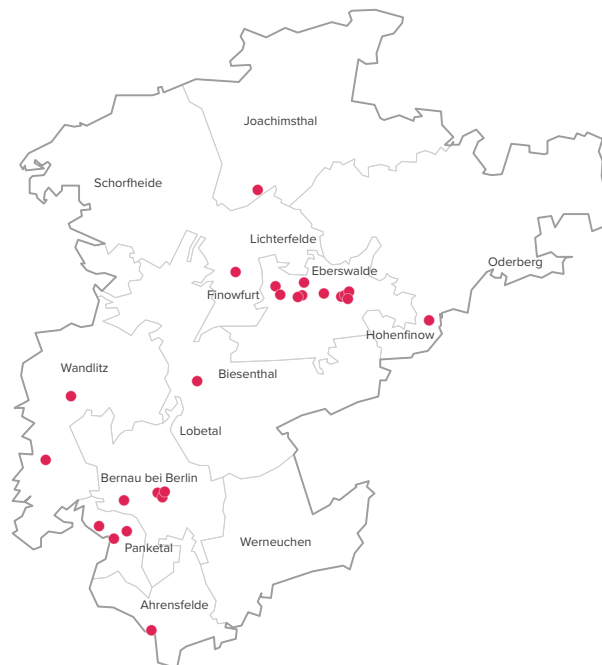 Joachimsthal
Schorfheide
Lichterfelde
Oderberg
Eberswalde
Finowfurt
Hohenfinow
Wandlitz
Biesenthal
Lobetal
Bernau bei Berlin
Werneuchen
Panketal
Ahrensfelde